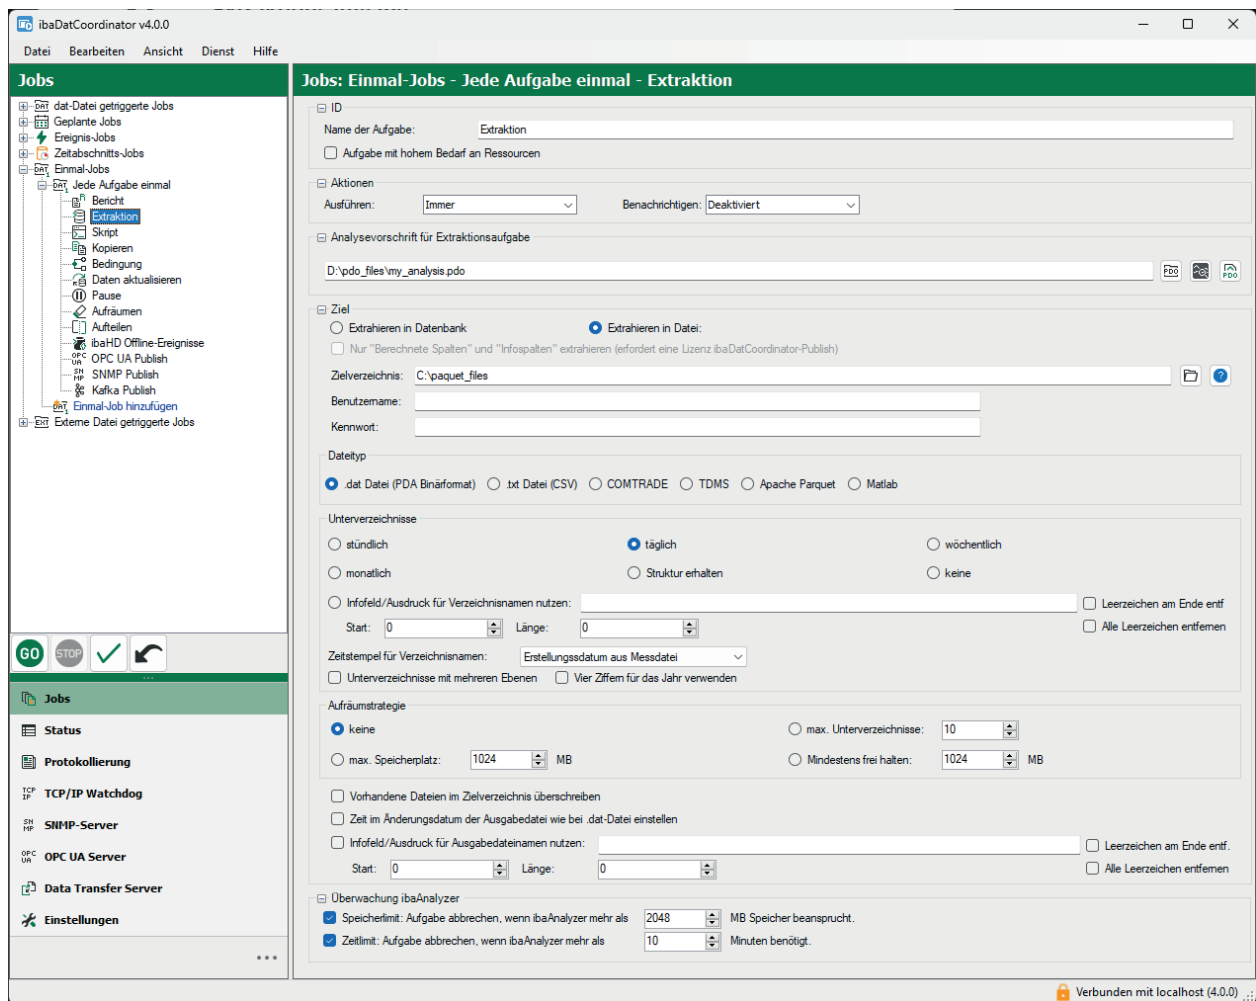 ibaDatCoordinator v4.0.0
Datei Bearbeiten Ansicht Dienst Hilfe
Jobs
dat-Datei getriggerte Jobs
Geplante Jobs
Ereignis-Jobs
Zeitabschnitts-Jobs
Einmal-Jobs
Jede Aufgabe einmal
Bericht
Extraktion
Skript
Kopieren
Bedingung
Daten aktualisieren
Pause
Aufräumen
Aufteilen
ibaHD Offline-Ereignisse
OPC UA Publish
SNMP Publish
Kafka Publish
Einmal-Job hinzufügen
Externe Datei getriggerte Jobs
GO STOP
Jobs
Status
Protokollierung
TCP/IP Watchdog
SNMP-Server
OPC UA Server
Data Transfer Server
Einstellungen
Jobs: Einmal-Jobs - Jede Aufgabe einmal - Extraktion
ID
Name der Aufgabe: Extraktion
Aufgabe mit hohem Bedarf an Ressourcen
Aktionen
Ausführen: Immer Benachrichtigen: Deaktiviert
Analysevorschrift für Extraktionsaufgabe
D:\pdo_files\my_analysis.pdo PDO PDO
Ziel
Extrahieren in Datenbank Extrahieren in Datei:
Nur "Berechnete Spalten" und "Infospalten" extrahieren (erfordert eine Lizenz ibaDatCoordinator-Publish)
Zielverzeichnis: C:\paquet_files
Benutzername:
Kennwort:
Dateityp
.dat Datei (PDA Binärformat) .txt Datei (CSV) COMTRADE TDMS Apache Parquet Matlab
Unterverzeichnisse
stündlich täglich wöchentlich
monatlich Struktur erhalten keine
Infofeld/Ausdruck für Verzeichnisnamen nutzen: Leerzeichen am Ende entf
Start: 0 Länge: 0 Alle Leerzeichen entfernen
Zeitstempel für Verzeichnisnamen: Erstellungssdatum aus Messdatei
Unterverzeichnisse mit mehreren Ebenen Vier Ziffern für das Jahr verwenden
Aufräumstrategie
keine max. Unterverzeichnisse: 10
max. Speicherplatz: 1024 MB Mindestens frei halten: 1024 MB
Vorhandene Dateien im Zielverzeichnis überschreiben
Zeit im Änderungsdatum der Ausgabedatei wie bei .dat-Datei einstellen
Infofeld/Ausdruck für Ausgabedateinamen nutzen: Leerzeichen am Ende entf.
Start: 0 Länge: 0 Alle Leerzeichen entfernen
Überwachung ibaAnalyzer
Speicherlimit: Aufgabe abbrechen, wenn ibaAnalyzer mehr als 2048 MB Speicher beansprucht.
Zeitlimit: Aufgabe abbrechen, wenn ibaAnalyzer mehr als 10 Minuten benötigt.
Verbunden mit localhost (4.0.0)